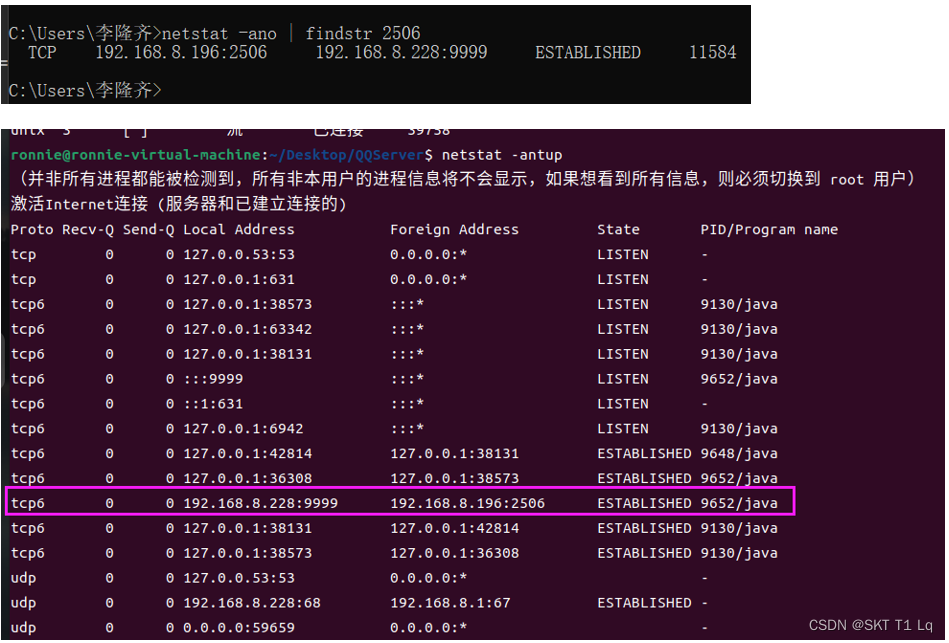 C:\Users\李隆齐>netstat -ano | findstr 2506
TCP 192.168.8.196:2506 192.168.8.228:9999 ESTABLISHED 11584
C:\Users\李隆齐>
unix 3 [ ] 流 已连接 39758
ronnie@ronnie-virtual-machine:~/Desktop/QQServer$ netstat -antup
（并非所有进程都能被检测到，所有非本用户的进程信息将不会显示，如果想看到所有信息，则必须切换到 root 用户）
激活Internet连接 (服务器和已建立连接的)
Proto Recv-Q Send-Q Local Address Foreign Address State PID/Program name
tcp 0 0 127.0.0.53:53 0.0.0.0:* LISTEN -
tcp 0 0 127.0.0.1:631 0.0.0.0:* LISTEN -
tcp6 0 0 127.0.0.1:38573 :::* LISTEN 9130/java
tcp6 0 0 127.0.0.1:63342 :::* LISTEN 9130/java
tcp6 0 0 127.0.0.1:38131 :::* LISTEN 9130/java
tcp6 0 0 :::9999 :::* LISTEN 9652/java
tcp6 0 0 ::1:631 :::* LISTEN -
tcp6 0 0 127.0.0.1:6942 :::* LISTEN 9130/java
tcp6 0 0 127.0.0.1:42814 127.0.0.1:38131 ESTABLISHED 9648/java
tcp6 0 0 127.0.0.1:36308 127.0.0.1:38573 ESTABLISHED 9652/java
tcp6 0 0 192.168.8.228:9999 192.168.8.196:2506 ESTABLISHED 9652/java
tcp6 0 0 127.0.0.1:38131 127.0.0.1:42814 ESTABLISHED 9130/java
tcp6 0 0 127.0.0.1:38573 127.0.0.1:36308 ESTABLISHED 9130/java
udp 0 0 127.0.0.53:53 0.0.0.0:* -
udp 0 0 192.168.8.228:68 192.168.8.1:67 ESTABLISHED -
udp 0 0 0.0.0.0:59659 0.0.0.0:* -
CSDN @SKT T1 Lq